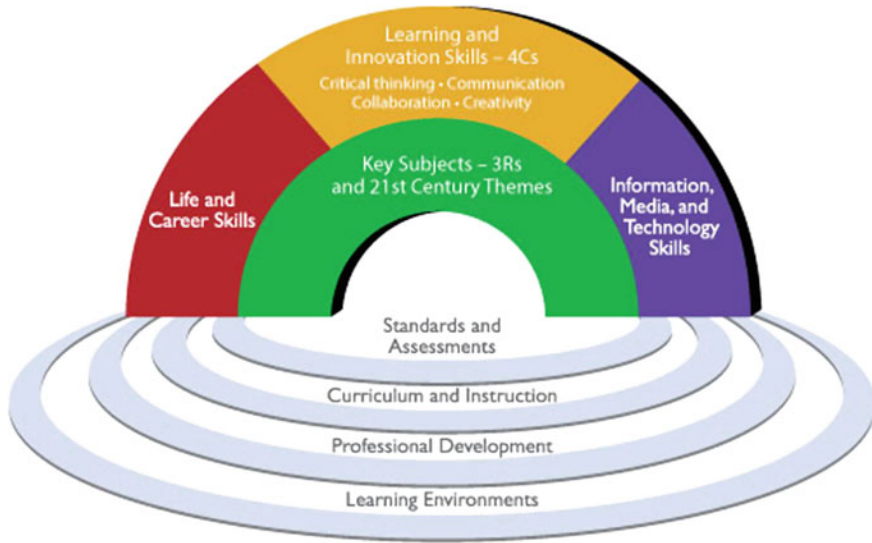 Learning and
Innovation Skills – 4Cs
Critical thinking • Communication
Collaboration • Creativity
Key Subjects – 3Rs
and 21st Century Themes
Life and
Career Skills
Information,
Media, and
Technology
Skills
Standards and
Assessments
Curriculum and Instruction
Professional Development
Learning Environments